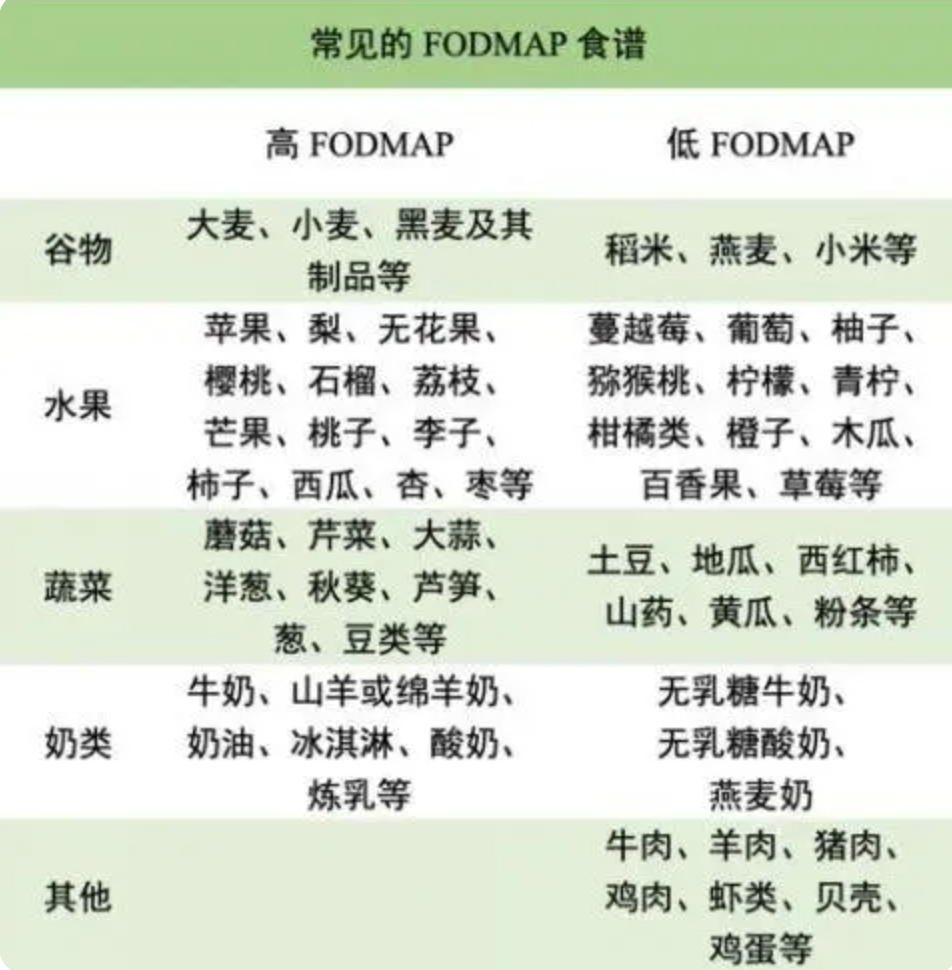 常见的 FODMAP 食谱
高 FODMAP
低 FODMAP
谷物
大麦、小麦、黑麦及其
制品等
稻米、燕麦、小米等
水果
苹果、梨、无花果、
樱桃、石榴、荔枝、
芒果、桃子、李子、
柿子、西瓜、杏、枣等
蔓越莓、葡萄、柚子、
猕猴桃、柠檬、青柠、
柑橘类、橙子、木瓜、
百香果、草莓等
蔬菜
蘑菇、芹菜、大蒜、
洋葱、秋葵、芦笋、
葱、豆类等
土豆、地瓜、西红柿、
山药、黄瓜、粉条等
奶类
牛奶、山羊或绵羊奶、
奶油、冰淇淋、酸奶、
炼乳等
无乳糖牛奶、
无乳糖酸奶、
燕麦奶
其他
牛肉、羊肉、猪肉、
鸡肉、虾类、贝壳、
鸡蛋等